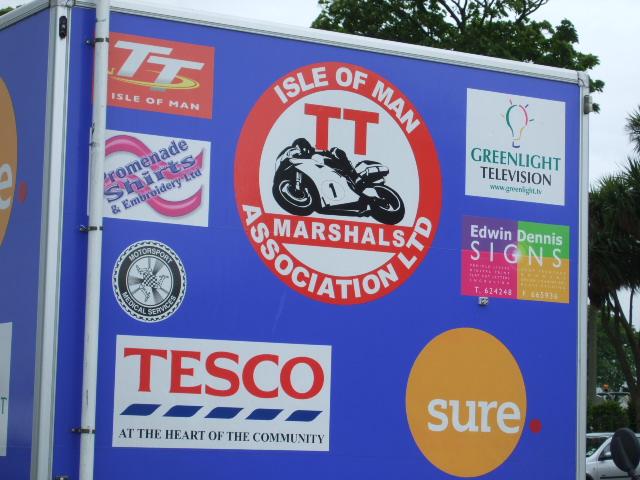 TT
ISLE OF MAN
Promenade
Shirts
& Embroidery Ltd
MOTORSPORT
MEDICAL SERVICES
ISLE OF MAN
TT
1
MARSHALS
ASSOCIATION LTD
GREENLIGHT
TELEVISION
www.greenlight.tv
Edwin Dennis
SIGNS
T. 624248
F. 665936
TESCO
AT THE HEART OF THE COMMUNITY
sure.
e.
T